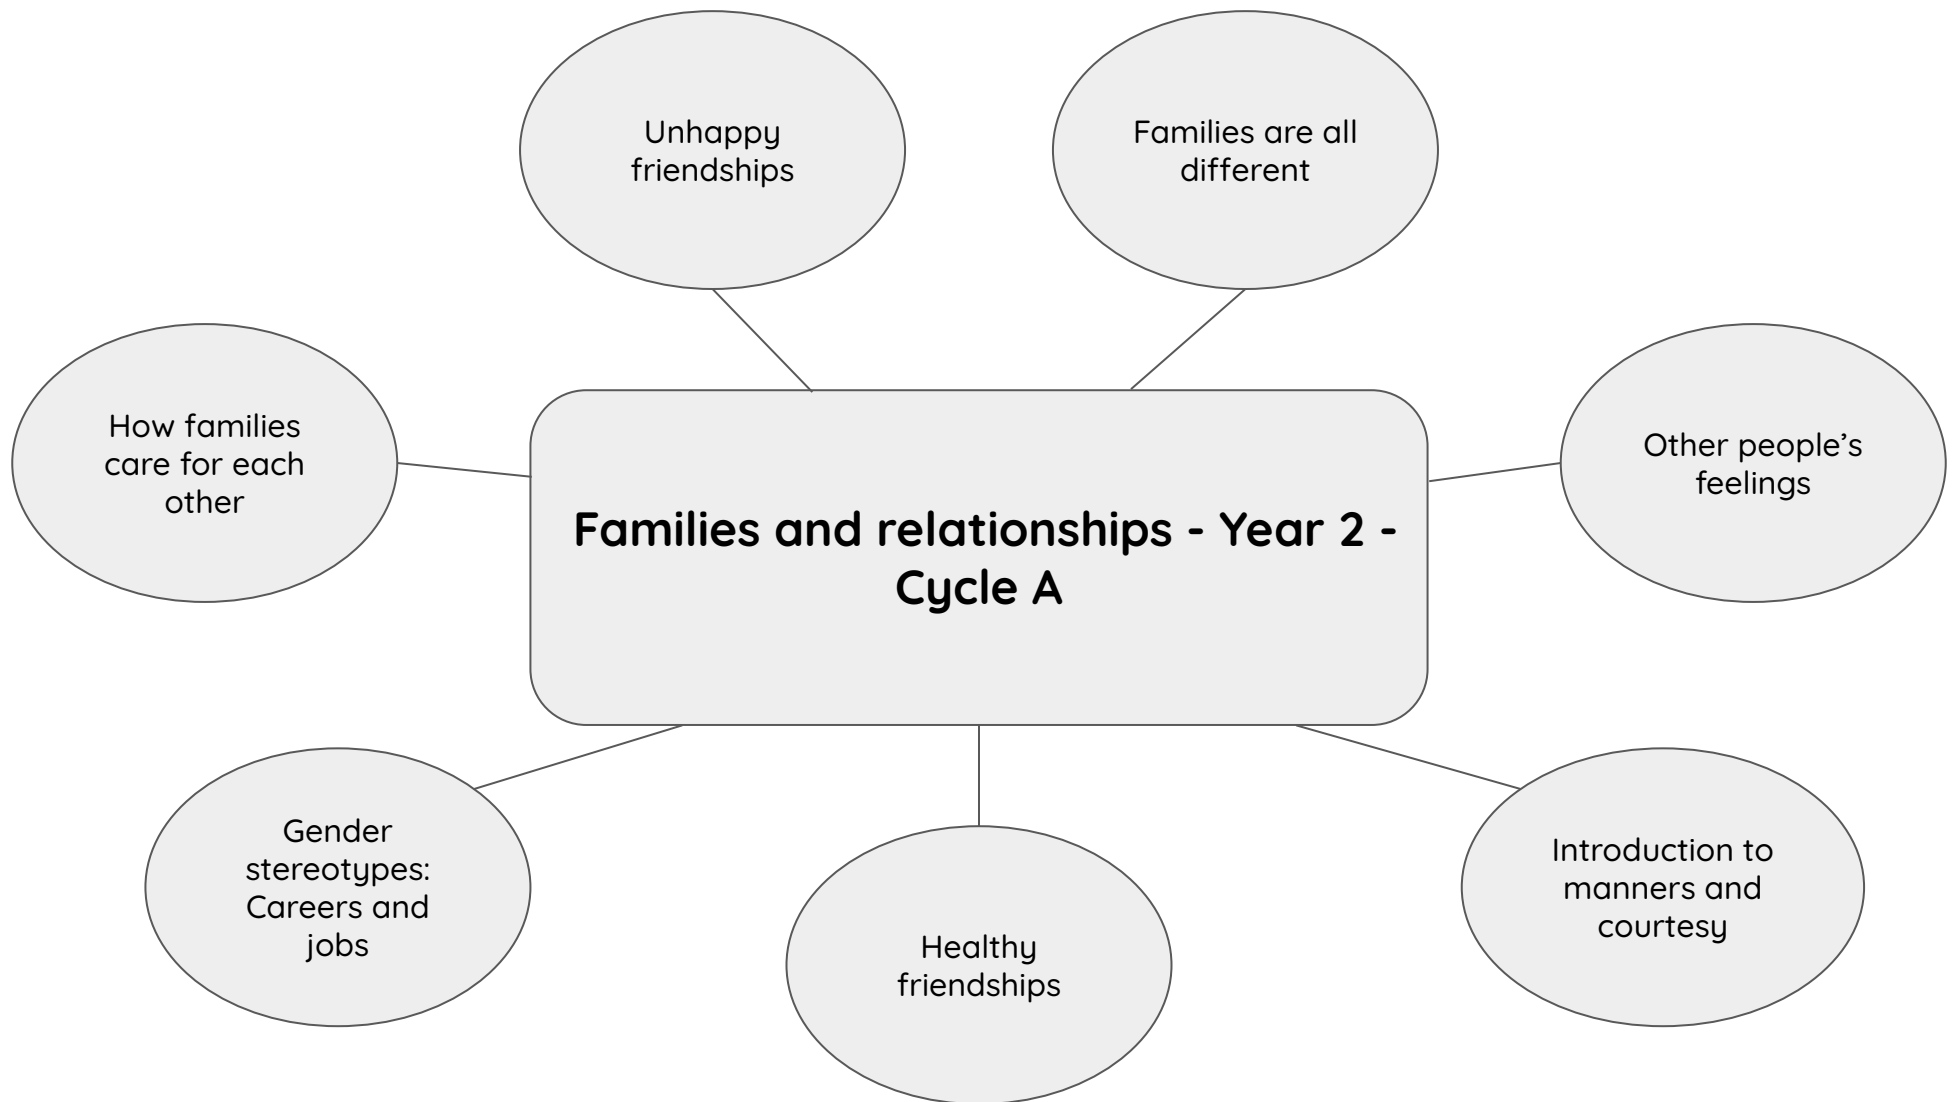 Unhappy
friendships
Families are all
different
How families
care for each
other
Other people’s
feelings
Families and relationships - Year 2 -
Cycle A
Gender
stereotypes:
Careers and
jobs
Healthy
friendships
Introduction to
manners and
courtesy